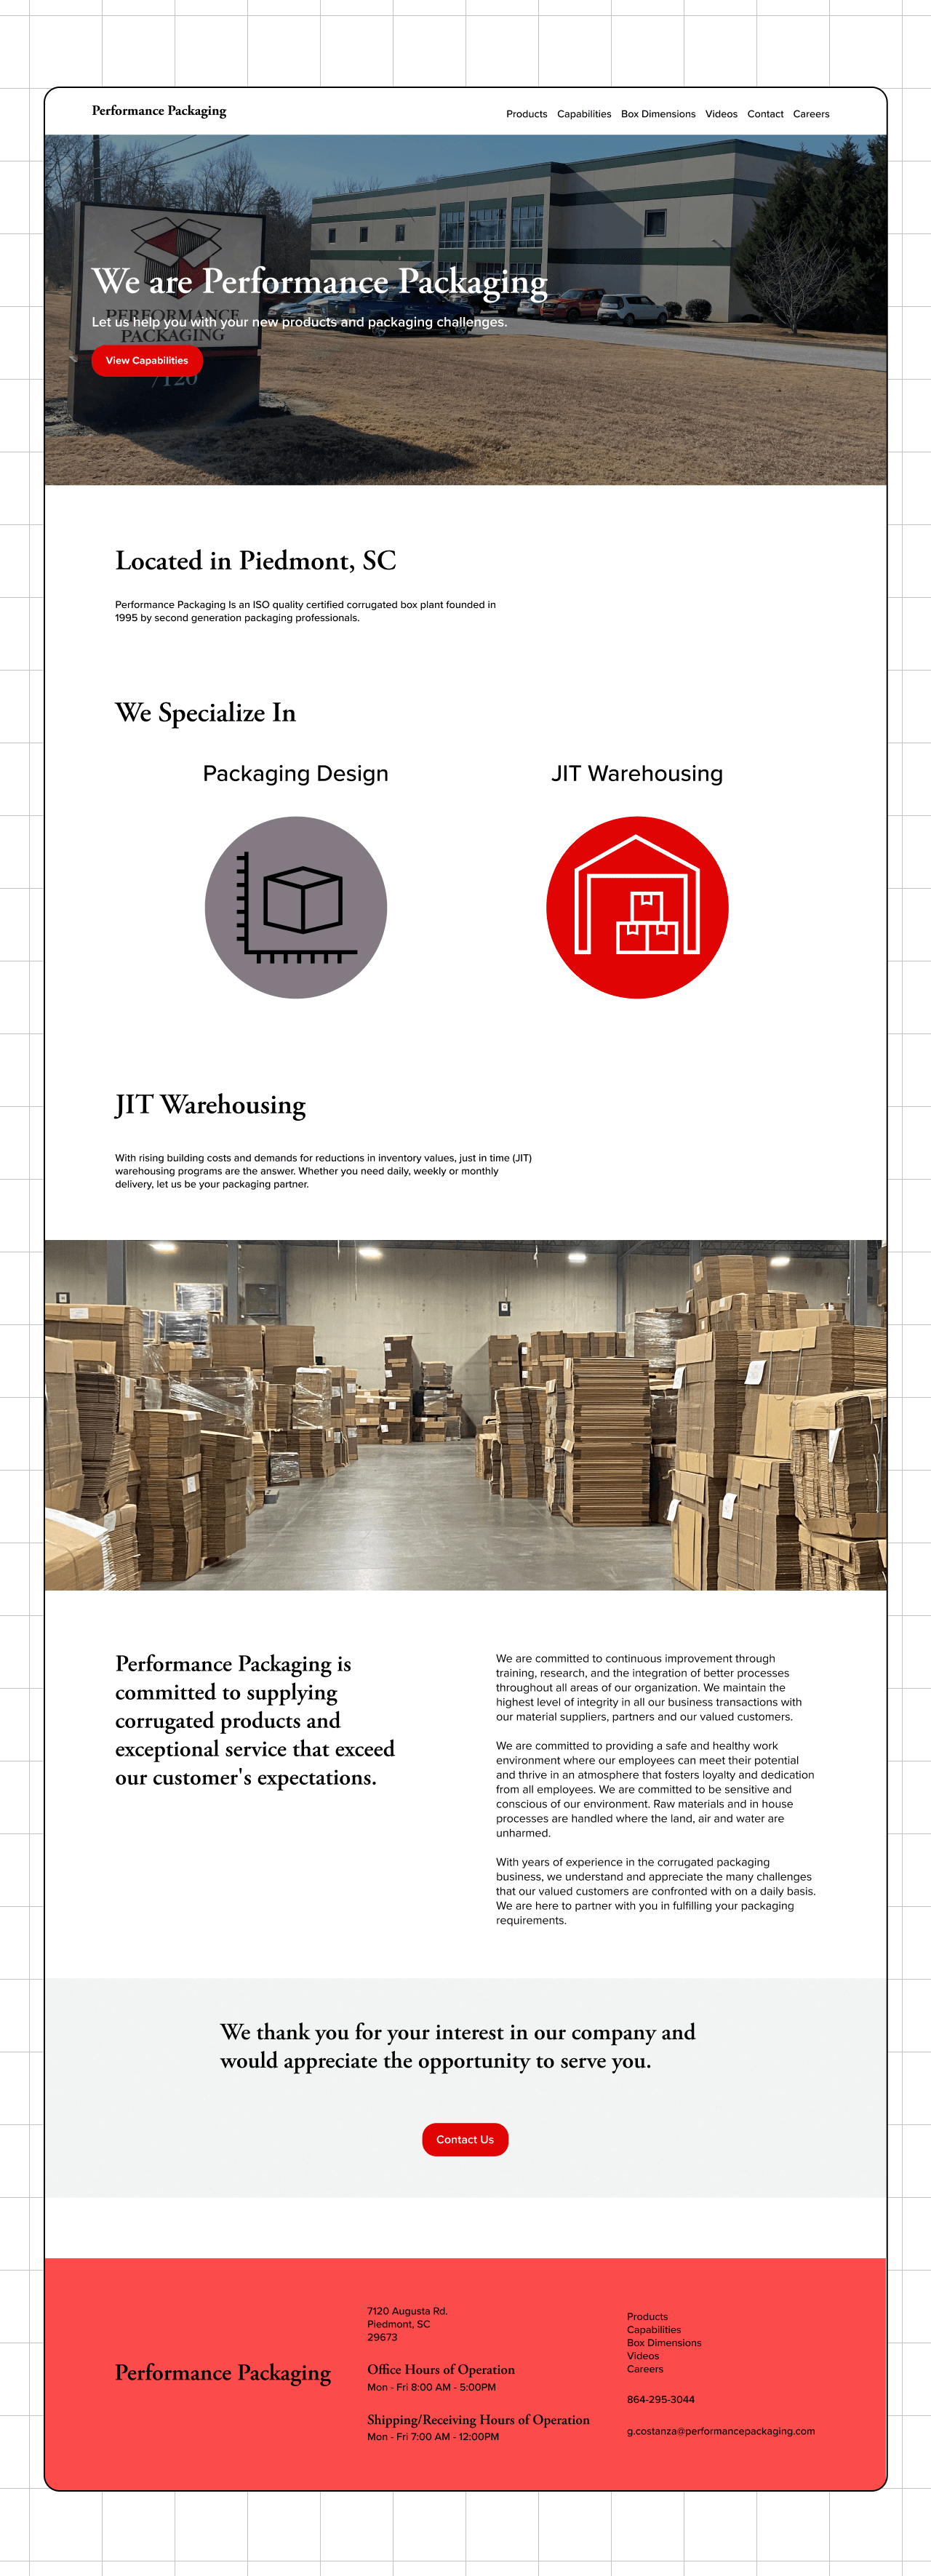 Performance Packaging
Products Capabilities Box Dimensions Videos Contact Careers
We are Performance Packaging
Let us help you with your new products and packaging challenges.
PERFORMANCE
PACKAGING
View Capabilities
7120
Located in Piedmont, SC
Performance Packaging Is an ISO quality certified corrugated box plant founded in
1995 by second generation packaging professionals.
We Specialize In
Packaging Design
JIT Warehousing
JIT Warehousing
With rising building costs and demands for reductions in inventory values, just in time (JIT)
warehousing programs are the answer. Whether you need daily, weekly or monthly
delivery, let us be your packaging partner.
Performance Packaging is
committed to supplying
corrugated products and
exceptional service that exceed
our customer's expectations.
We are committed to continuous improvement through
training, research, and the integration of better processes
throughout all areas of our organization. We maintain the
highest level of integrity in all our business transactions with
our material suppliers, partners and our valued customers.
We are committed to providing a safe and healthy work
environment where our employees can meet their potential
and thrive in an atmosphere that fosters loyalty and dedication
from all employees. We are committed to be sensitive and
conscious of our environment. Raw materials and in house
processes are handled where the land, air and water are
unharmed.
With years of experience in the corrugated packaging
business, we understand and appreciate the many challenges
that our valued customers are confronted with on a daily basis.
We are here to partner with you in fulfilling your packaging
requirements.
We thank you for your interest in our company and
would appreciate the opportunity to serve you.
Contact Us
Performance Packaging
7120 Augusta Rd.
Piedmont, SC
29673
Office Hours of Operation
Mon - Fri 8:00 AM - 5:00PM
Shipping/Receiving Hours of Operation
Mon - Fri 7:00 AM - 12:00PM
Products
Capabilities
Box Dimensions
Videos
Careers
864-295-3044
g.costanza@performancepackaging.com